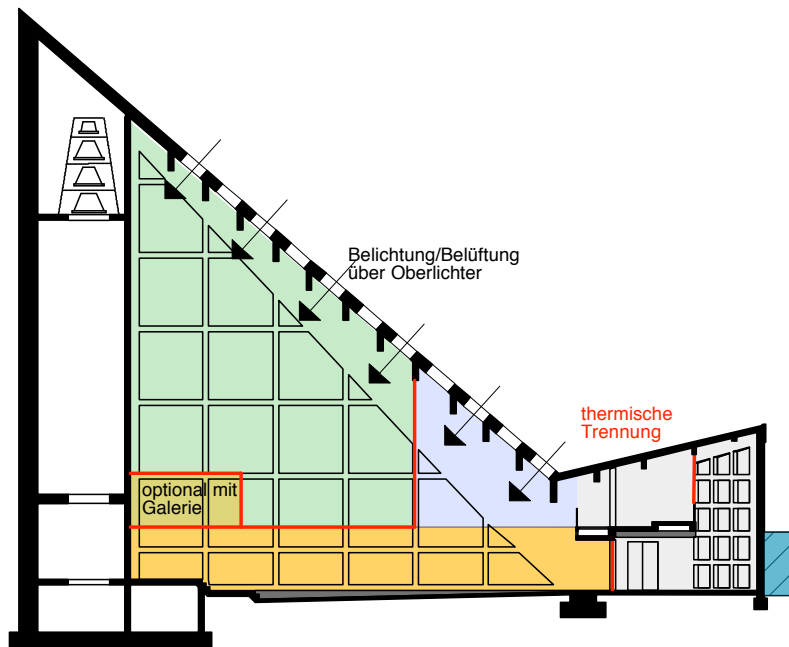 Belichtung/Belüftung
über Oberlichter
thermische
Trennung
optional mit
Galerie